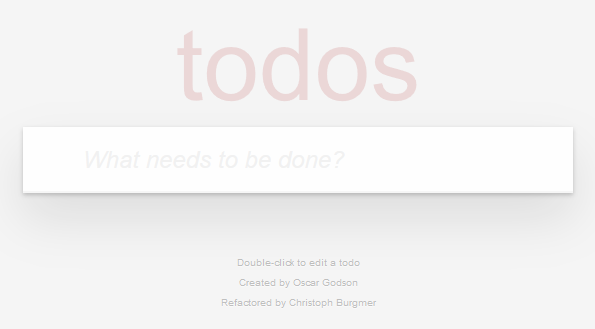 todos
What needs to be done?
Double-click to edit a todo
Created by Oscar Godson
Refactored by Christoph Burgmer